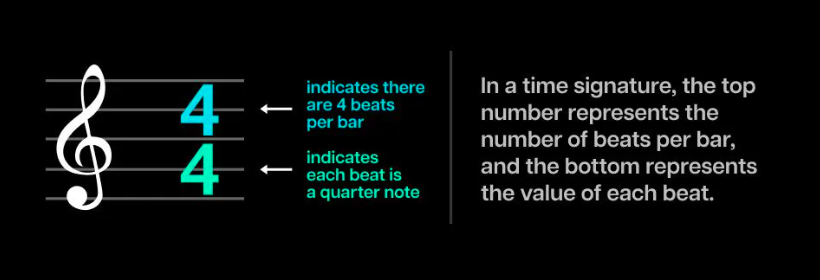 4
indicates there
are 4 beats
per bar
4
indicates
each beat is
a quarter note
In a time signature, the top
number represents the
number of beats per bar,
and the bottom represents
the value of each beat.